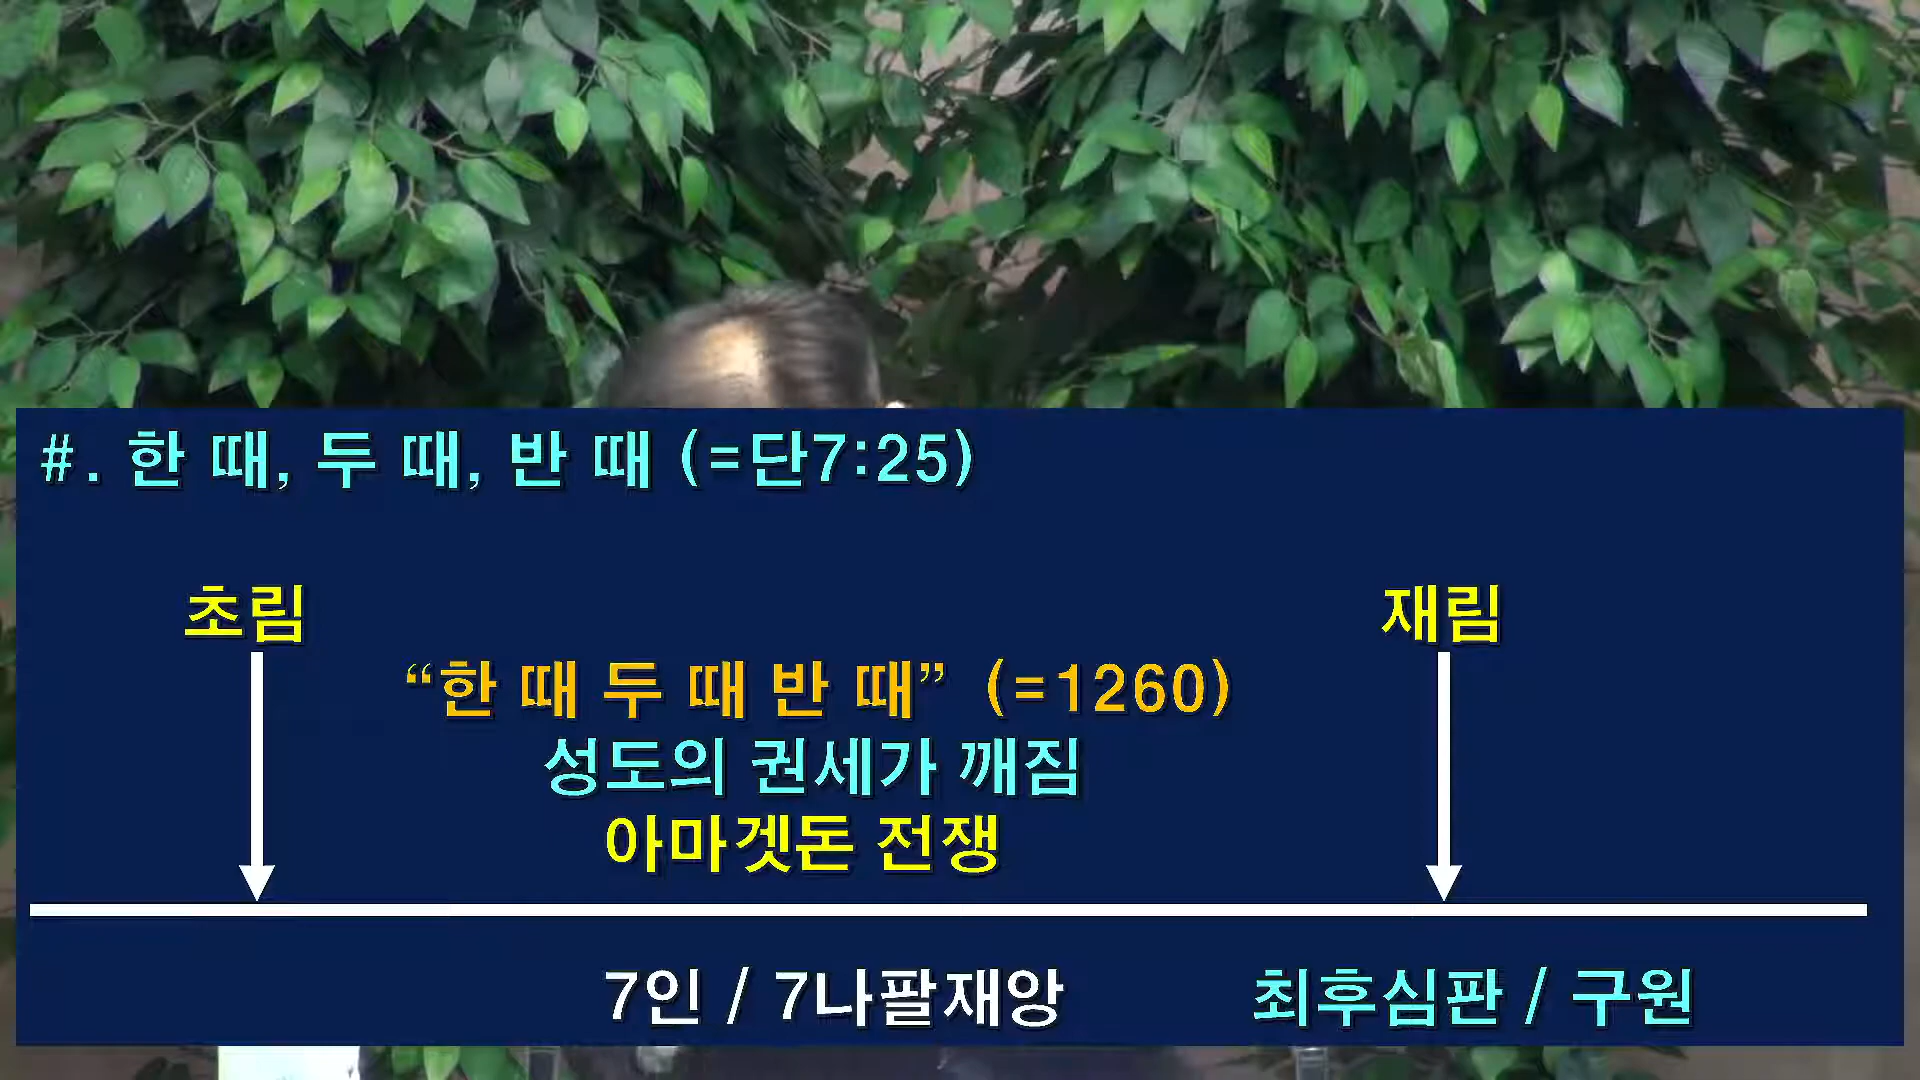 #. 한 때, 두 때, 반 때 (=단7:25)
초림 재림
“한 때 두 때 반 때” (=1260)
성도의 권세가 깨짐
아마겟돈 전쟁
7인 / 7나팔재앙 최후심판 / 구원